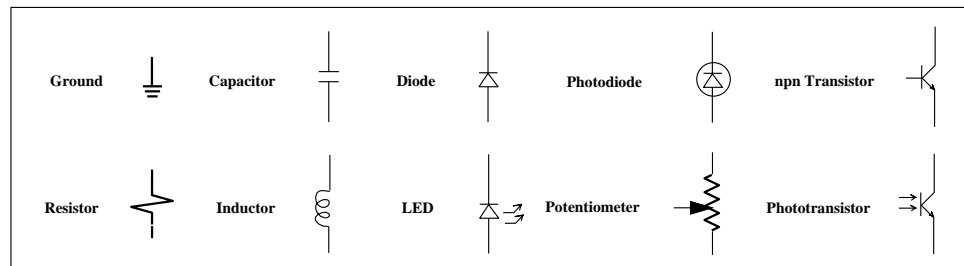 Ground Capacitor Diode Photodiode npn Transistor
Resistor Inductor LED Potentiometer Phototransistor